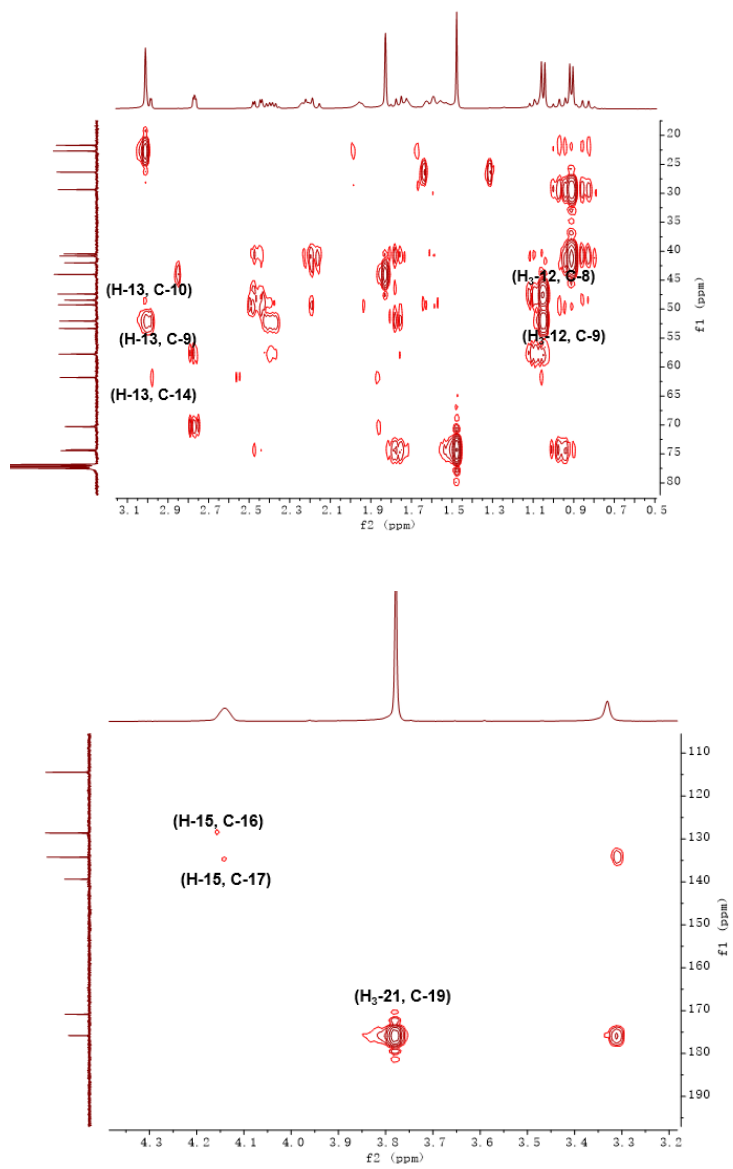 20
25
30
35
40
45
50
55
60
65
70
75
80
f1 (ppm)
(H₃-12, C-8)
(H-13, C-10)
(H-13, C-9)
(H₃-12, C-9)
(H-13, C-14)
3.1 2.9 2.7 2.5 2.3 2.1 1.9 1.7 1.5 1.3 1.1 0.9 0.7 0.5
f2 (ppm)
110
120
130
140
150
160
170
180
190
f1 (ppm)
(H-15, C-16)
(H-15, C-17)
(H₃-21, C-19)
4.3 4.2 4.1 4.0 3.9 3.8 3.7 3.6 3.5 3.4 3.3 3.2
f2 (ppm)